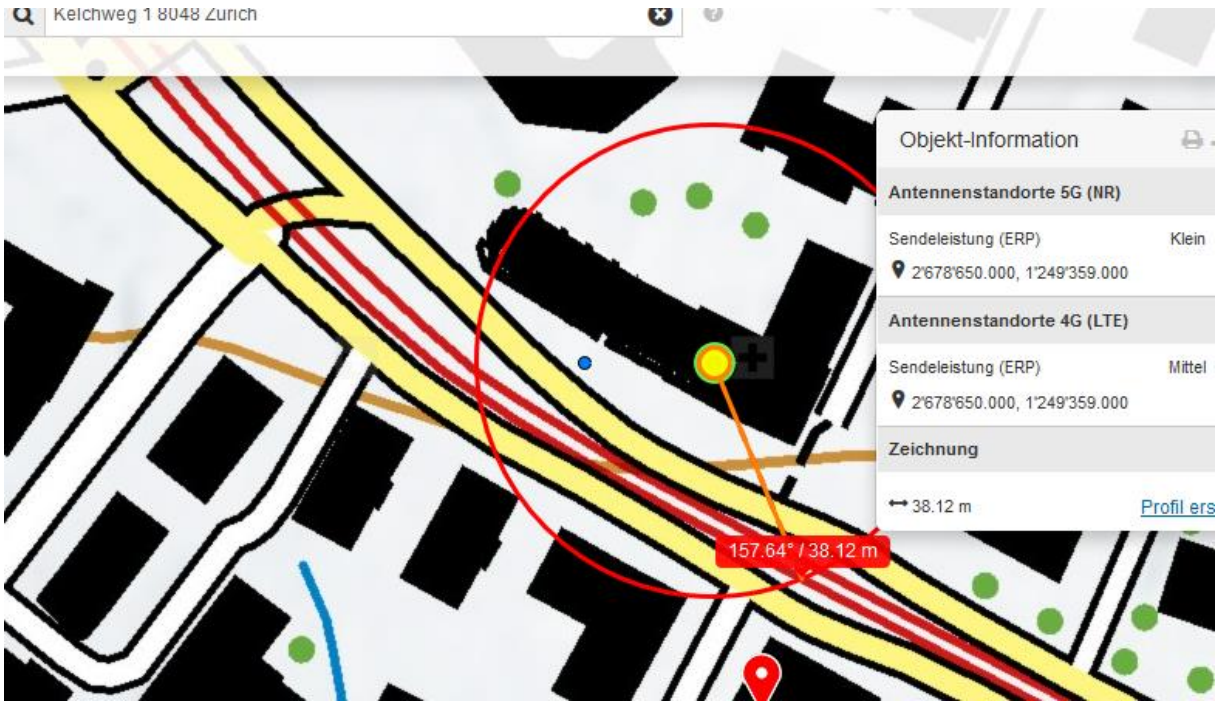 Kelchweg 1 8048 Zürich
?
Objekt-Information
Antennenstandorte 5G (NR)
Sendeleistung (ERP) Klein
2'678'650.000, 1'249'359.000
Antennenstandorte 4G (LTE)
Sendeleistung (ERP) Mittel
2'678'650.000, 1'249'359.000
Zeichnung
38.12 m Profil ers
157.64° / 38.12 m